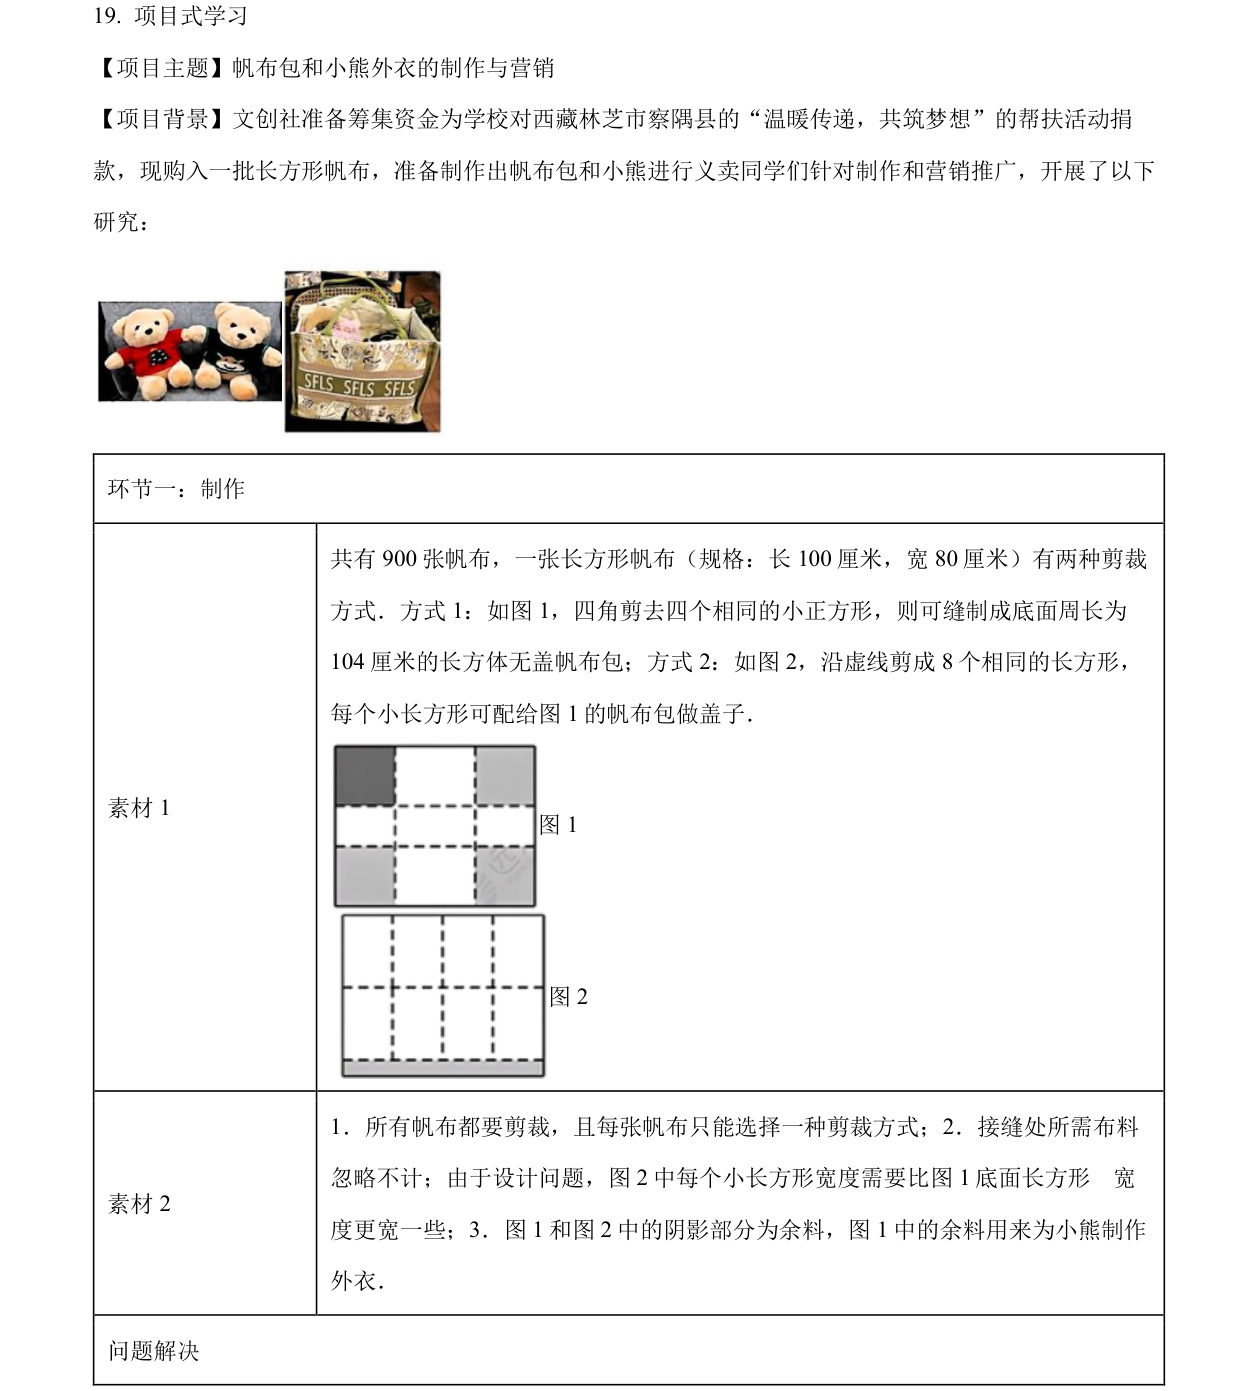 19. 项目式学习
【项目主题】帆布包和小熊外衣的制作与营销
【项目背景】文创社准备筹集资金为学校对西藏林芝市察隅县的“温暖传递，共筑梦想”的帮扶活动捐
款，现购入一批长方形帆布，准备制作出帆布包和小熊进行义卖同学们针对制作和营销推广，开展了以下
研究：
SFLS SFLS SFLS
环节一：制作
素材 1
共有 900 张帆布，一张长方形帆布（规格：长 100 厘米，宽 80 厘米）有两种剪裁
方式．方式 1：如图 1，四角剪去四个相同的小正方形，则可缝制成底面周长为
104 厘米的长方体无盖帆布包；方式 2：如图 2，沿虚线剪成 8 个相同的长方形，
每个小长方形可配给图 1 的帆布包做盖子．
图 1
图 2
素材 2
1．所有帆布都要剪裁，且每张帆布只能选择一种剪裁方式；2．接缝处所需布料
忽略不计；由于设计问题，图 2 中每个小长方形宽度需要比图 1 底面长方形　宽
度更宽一些；3．图 1 和图 2 中的阴影部分为余料，图 1 中的余料用来为小熊制作
外衣．
问题解决